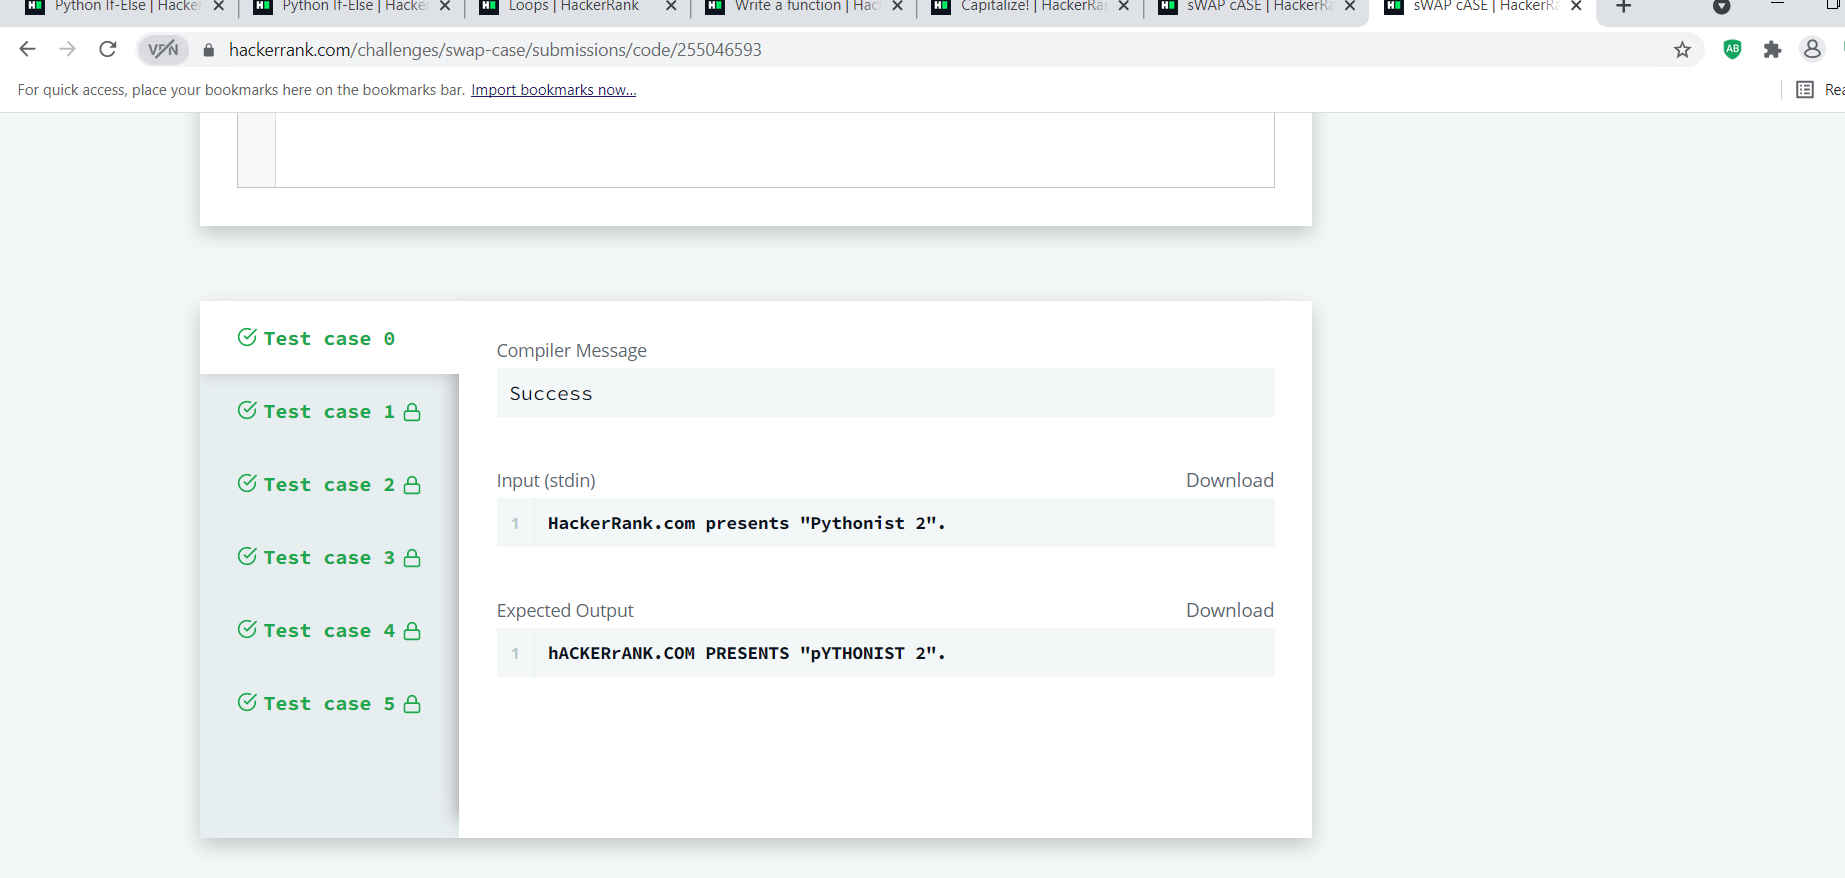 Python If-Else | Hacker
Python If-Else | Hacker
Loops | HackerRank
Write a function | Hac
Capitalize! | HackerRa
sWAP cASE | HackerRa
sWAP cASE | HackerRa
VPN
hackerrank.com/challenges/swap-case/submissions/code/255046593
AB
For quick access, place your bookmarks here on the bookmarks bar. Import bookmarks now...
Rea
Test case 0
Test case 1
Test case 2
Test case 3
Test case 4
Test case 5
Compiler Message
Success
Input (stdin)
Download
1 HackerRank.com presents "Pythonist 2".
Expected Output
Download
1 hACKERrANK.COM PRESENTS "pYTHONIST 2".